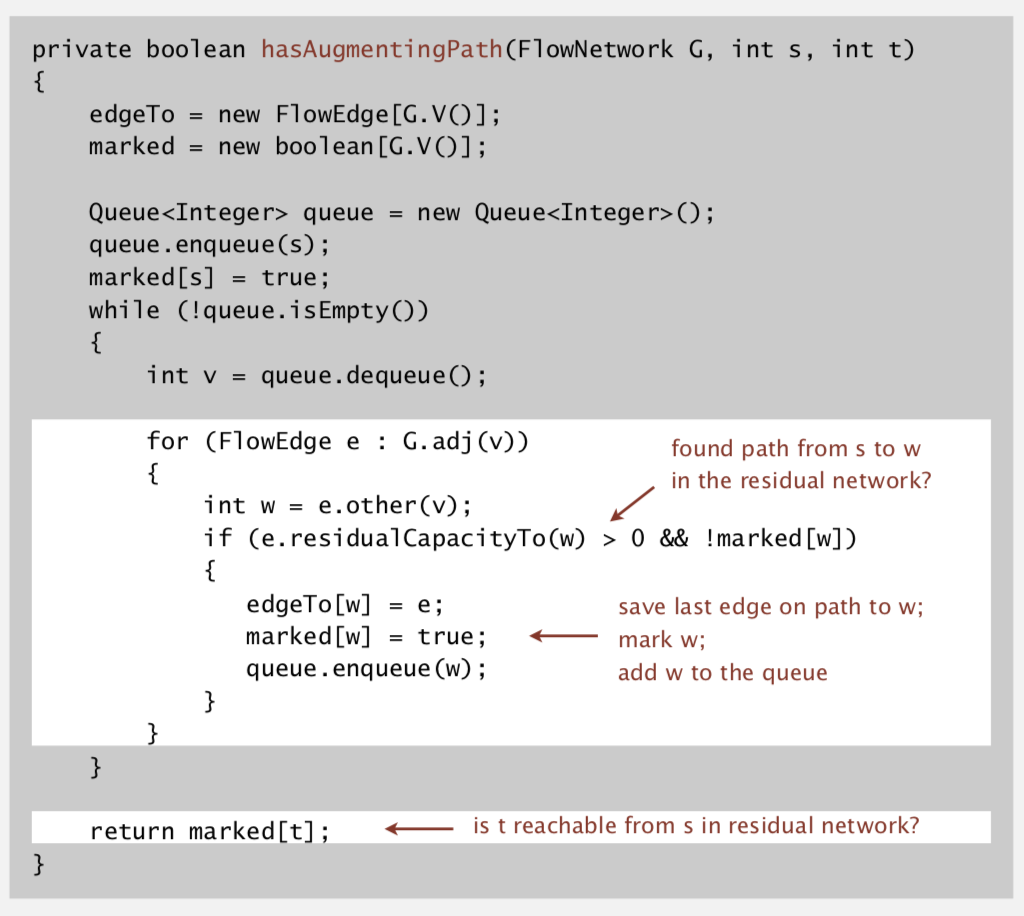 private boolean hasAugmentingPath(FlowNetwork G, int s, int t)
{
edgeTo = new FlowEdge[G.V()];
marked = new boolean[G.V()];
Queue<Integer> queue = new Queue<Integer>();
queue.enqueue(s);
marked[s] = true;
while (!queue.isEmpty())
{
int v = queue.dequeue();
for (FlowEdge e : G.adj(v))
found path from s to w
{
in the residual network?
int w = e.other(v);
if (e.residualCapacityTo(w) > 0 && !marked[w])
{
edgeTo[w] = e;
save last edge on path to w;
marked[w] = true;
mark w;
queue.enqueue(w);
add w to the queue
}
}
}
return marked[t];
is t reachable from s in residual network?
}